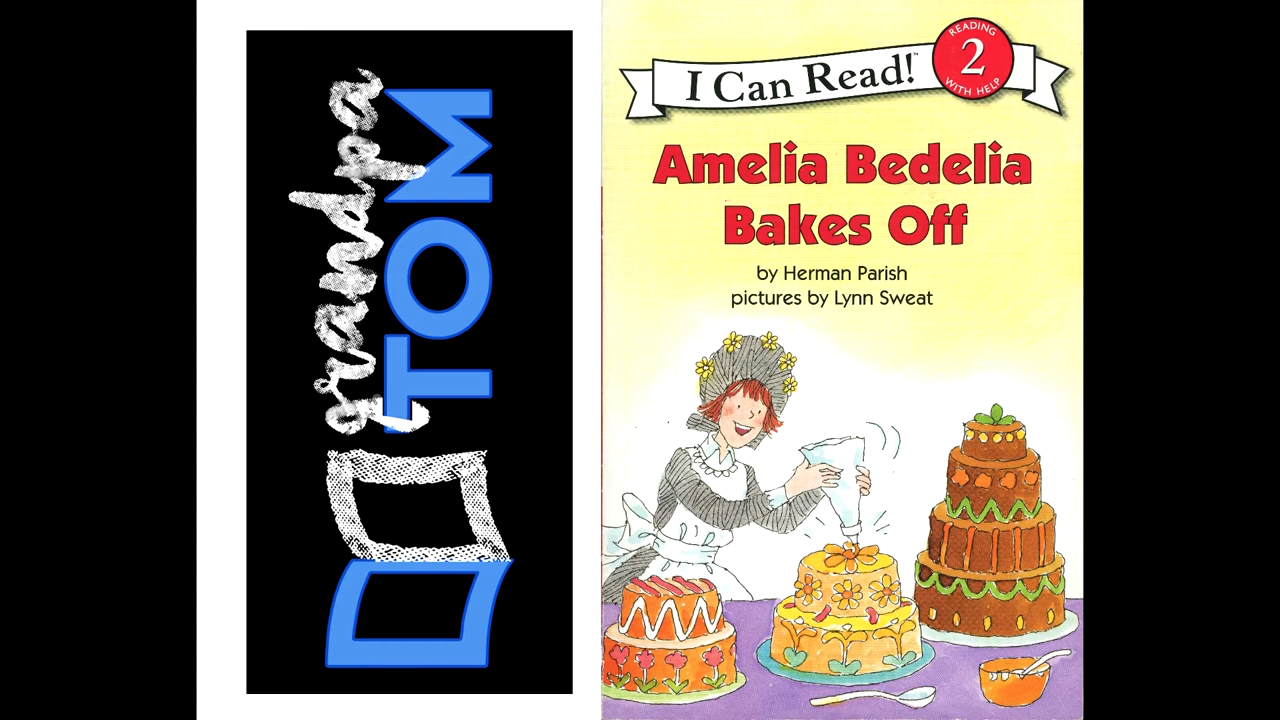 grandpa
TOM
I Can Read!™
READING
2
WITH HELP
Amelia Bedelia
Bakes Off
by Herman Parish
pictures by Lynn Sweat